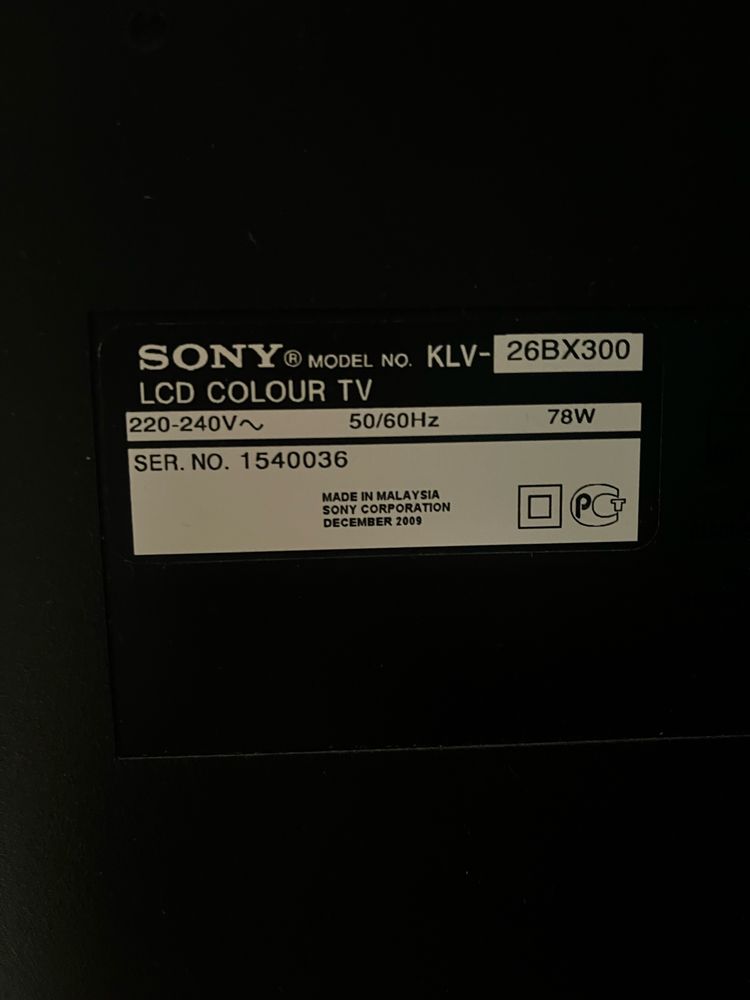 SONY® MODEL NO. KLV-26BX300
LCD COLOUR TV
220-240V～ 50/60Hz 78W
SER. NO. 1540036
MADE IN MALAYSIA
SONY CORPORATION
DECEMBER 2009
PCT